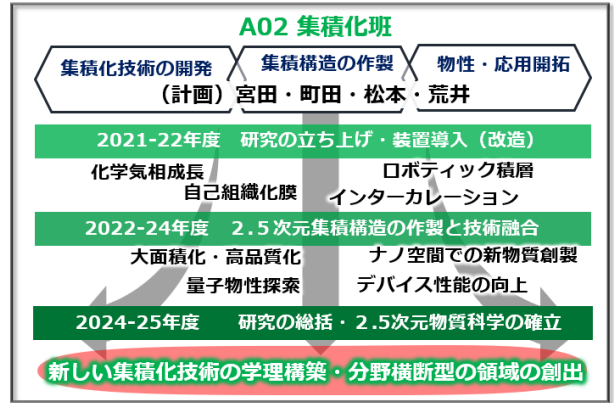 A02 集積化班
集積化技術の開発 集積構造の作製 物性・応用開拓
（計画）宮田・町田・松本・荒井
2021-22年度 研究の立ち上げ・装置導入（改造）
化学気相成長 ロボティック積層
自己組織化膜 インターカレーション
2022-24年度 ２.５次元集積構造の作製と技術融合
大面積化・高品質化 ナノ空間での新物質創製
量子物性探索 デバイス性能の向上
2024-25年度 研究の総括・２.5次元物質科学の確立
新しい集積化技術の学理構築・分野横断型の領域の創出